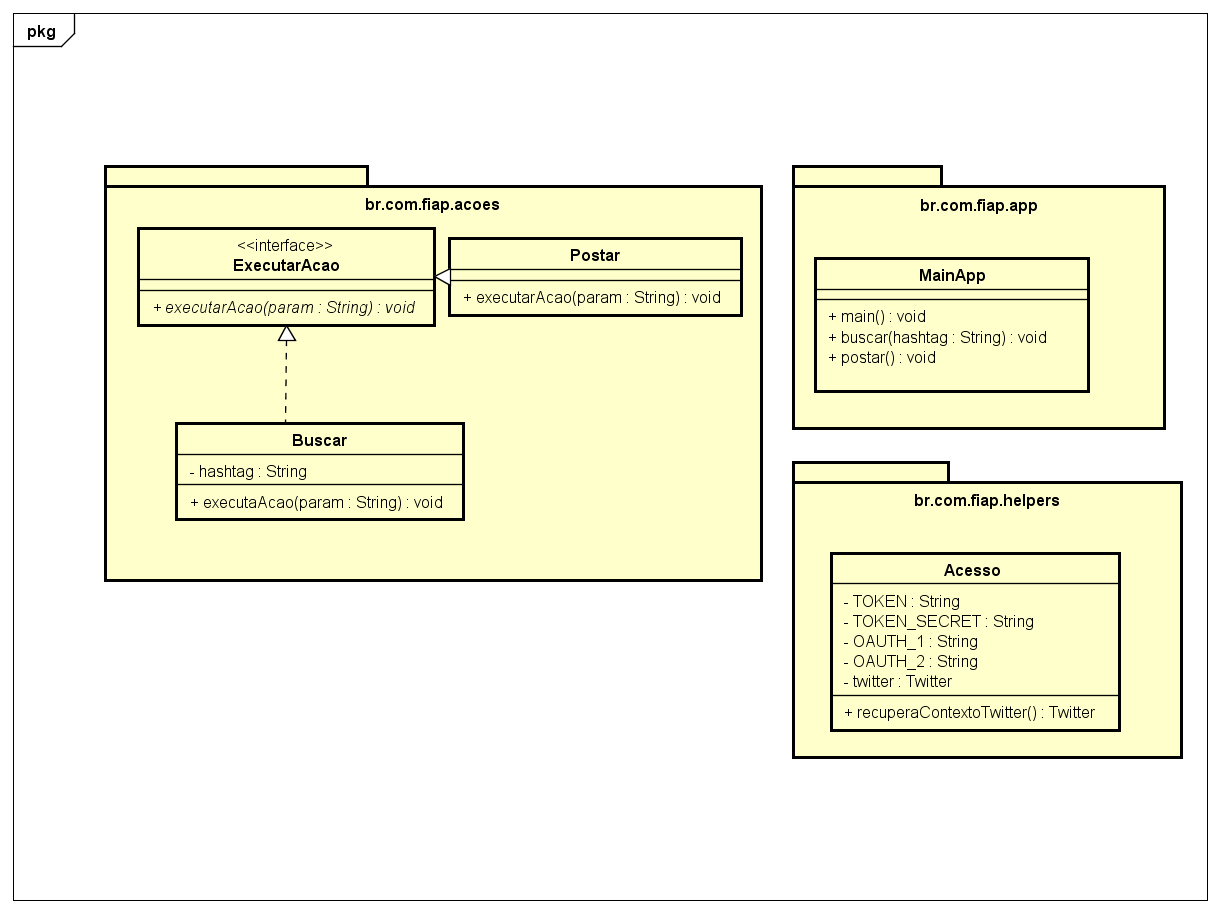 pkg
br.com.fiap.acoes
<<interface>>
ExecutarAcao
+ executarAcao(param : String) : void
Postar
+ executarAcao(param : String) : void
Buscar
- hashtag : String
+ executaAcao(param : String) : void
br.com.fiap.app
MainApp
+ main() : void
+ buscar(hashtag : String) : void
+ postar() : void
br.com.fiap.helpers
Acesso
- TOKEN : String
- TOKEN_SECRET : String
- OAUTH_1 : String
- OAUTH_2 : String
- twitter : Twitter
+ recuperaContextoTwitter() : Twitter